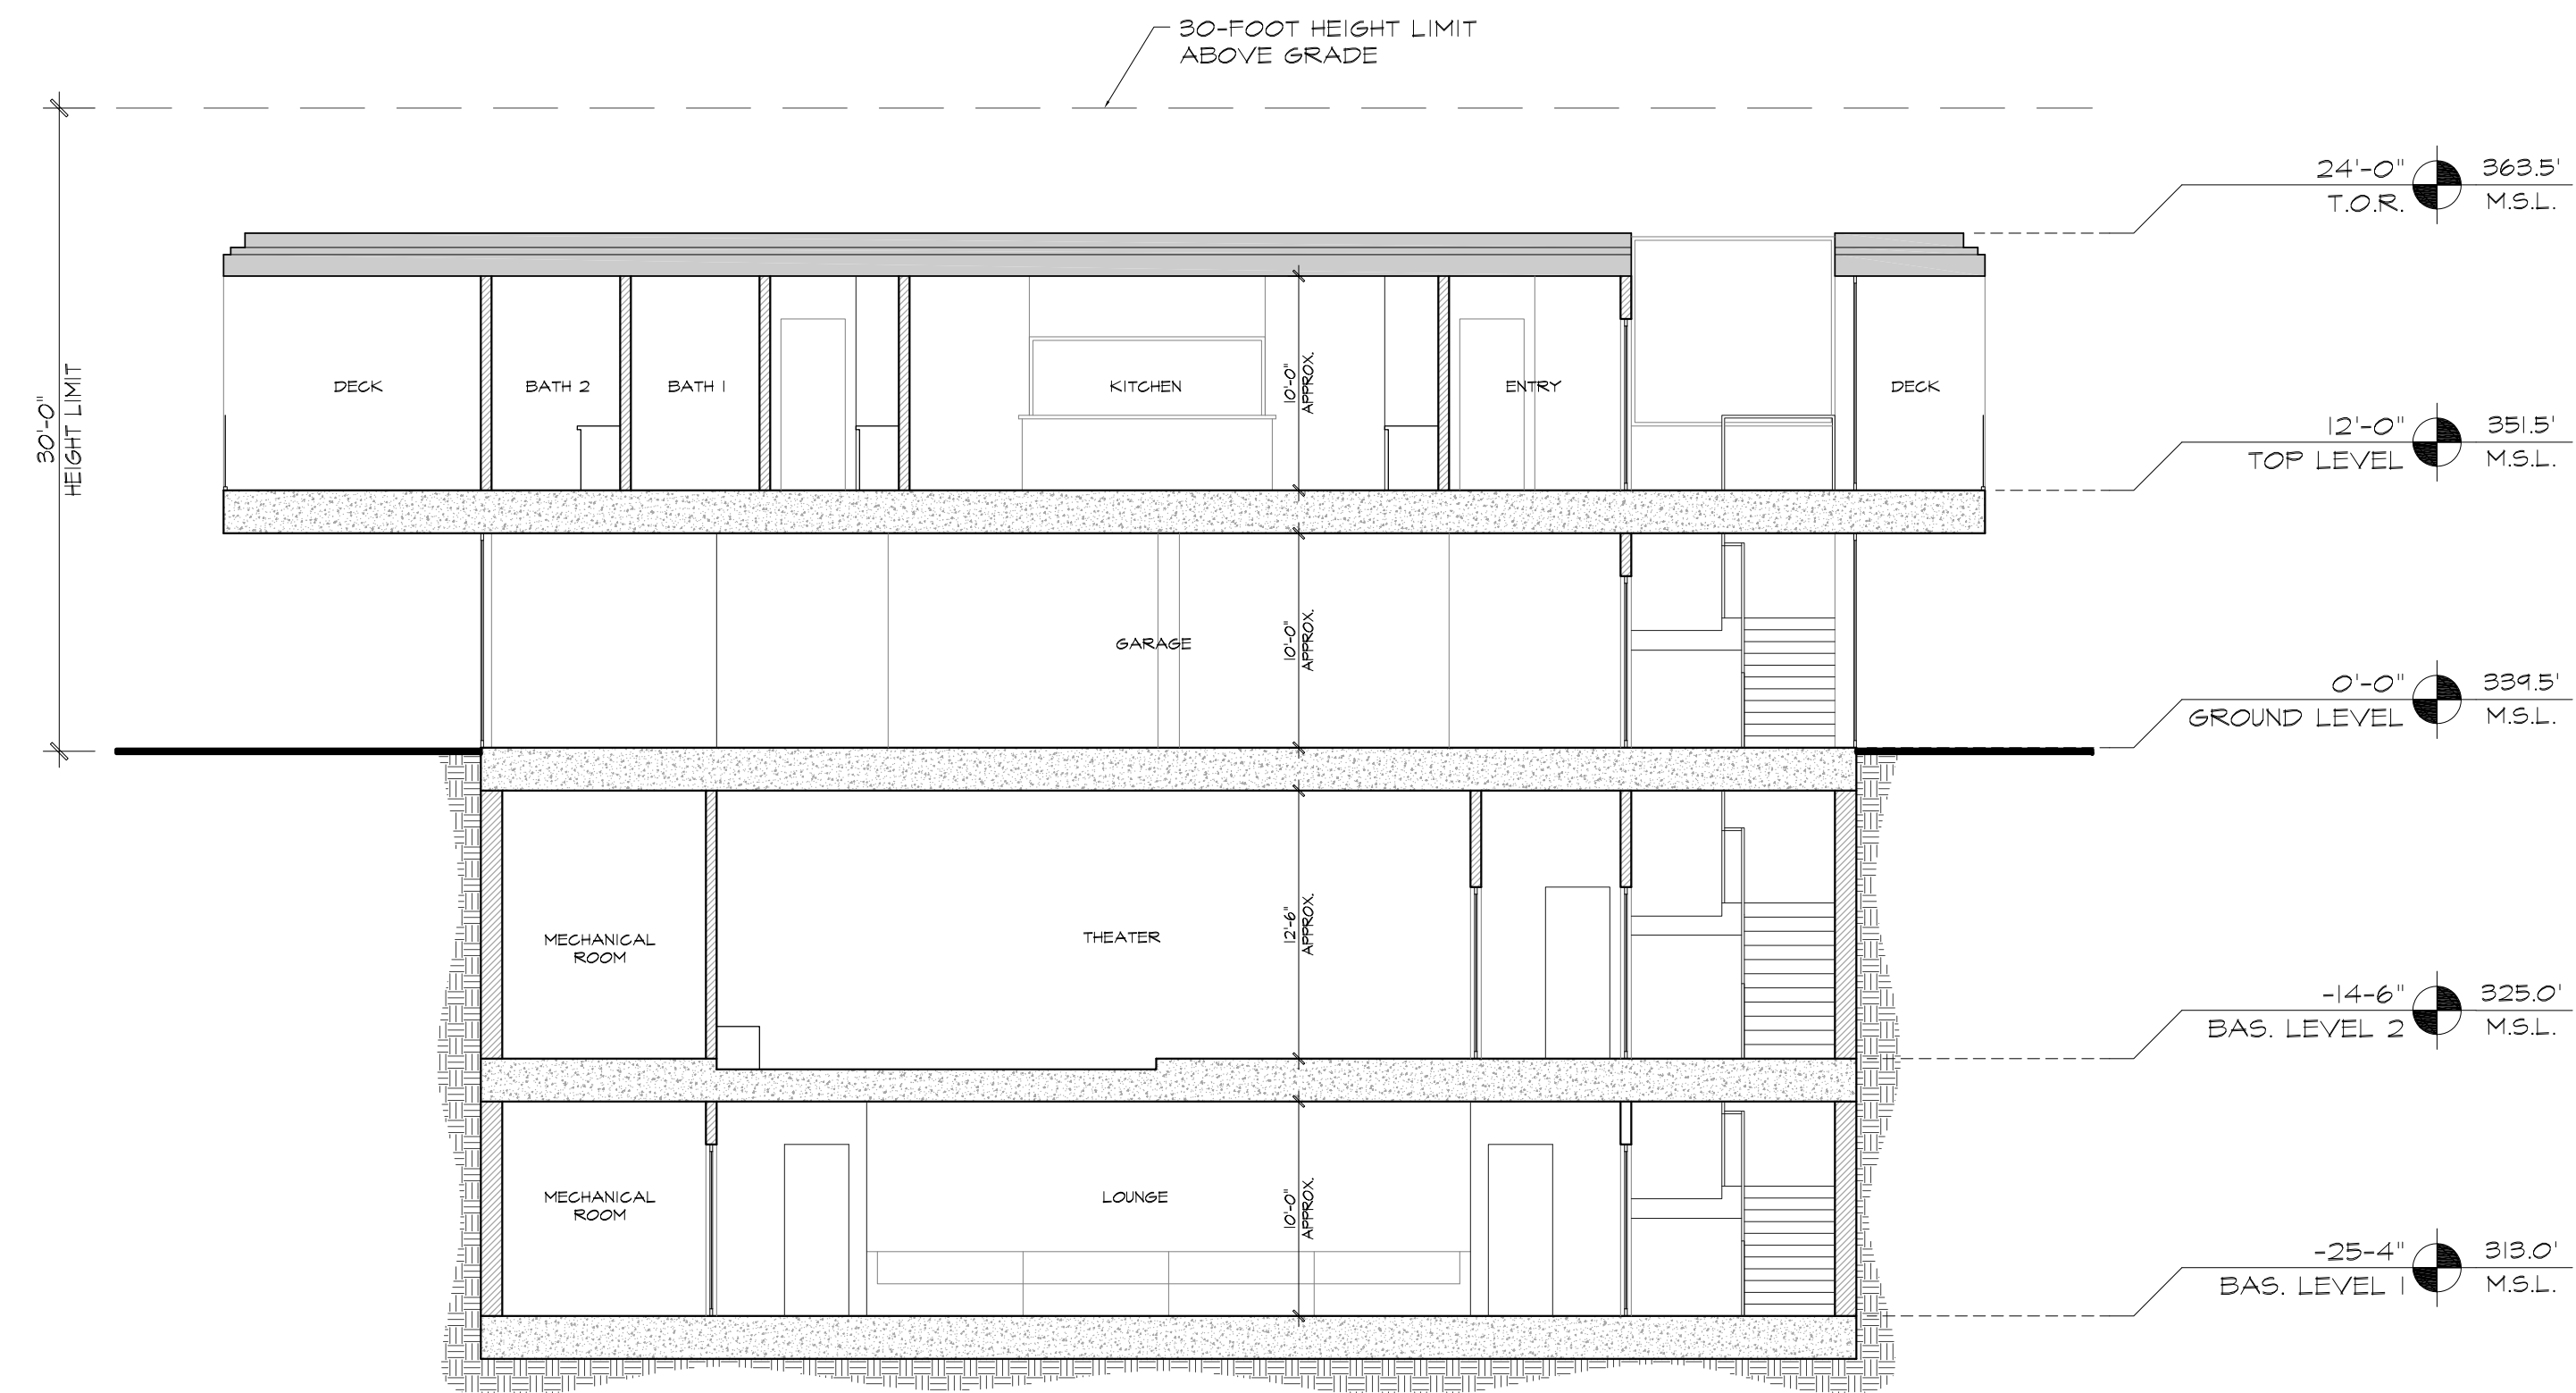 30-FOOT HEIGHT LIMIT
ABOVE GRADE
30'-0"
HEIGHT LIMIT
24'-0"
T.O.R.
363.5'
M.S.L.
DECK
BATH 2
BATH 1
KITCHEN
10'-0"
APPROX.
ENTRY
DECK
12'-0"
TOP LEVEL
351.5'
M.S.L.
GARAGE
10'-0"
APPROX.
0'-0"
GROUND LEVEL
339.5'
M.S.L.
MECHANICAL
ROOM
THEATER
12'-6"
APPROX.
-14-6"
BAS. LEVEL 2
325.0'
M.S.L.
MECHANICAL
ROOM
LOUNGE
10'-0"
APPROX.
-25-4"
BAS. LEVEL 1
313.0'
M.S.L.